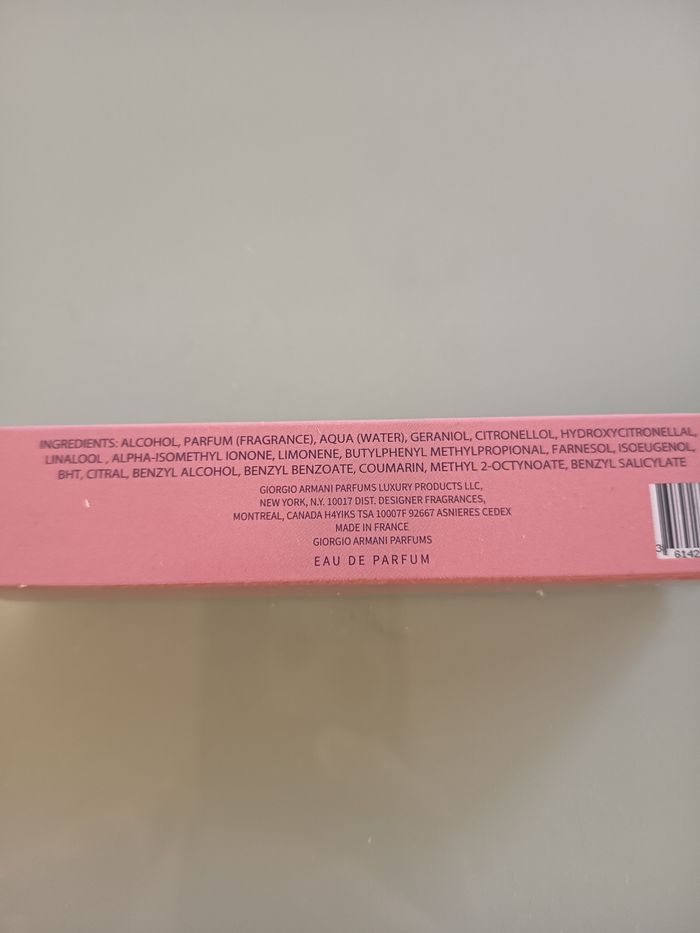 INGREDIENTS: ALCOHOL, PARFUM (FRAGRANCE), AQUA (WATER), GERANIOL, CITRONELLOL, HYDROXYCITRONELLAL,
LINALOOL , ALPHA-ISOMETHYL IONONE, LIMONENE, BUTYLPHENYL METHYLPROPIONAL, FARNESOL, ISOEUGENOL,
BHT, CITRAL, BENZYL ALCOHOL, BENZYL BENZOATE, COUMARIN, METHYL 2-OCTYNOATE, BENZYL SALICYLATE
GIORGIO ARMANI PARFUMS LUXURY PRODUCTS LLC,
NEW YORK, N.Y. 10017 DIST. DESIGNER FRAGRANCES,
MONTREAL, CANADA H4YIKS TSA 10007F 92667 ASNIERES CEDEX
MADE IN FRANCE
GIORGIO ARMANI PARFUMS
EAU DE PARFUM
3 6142